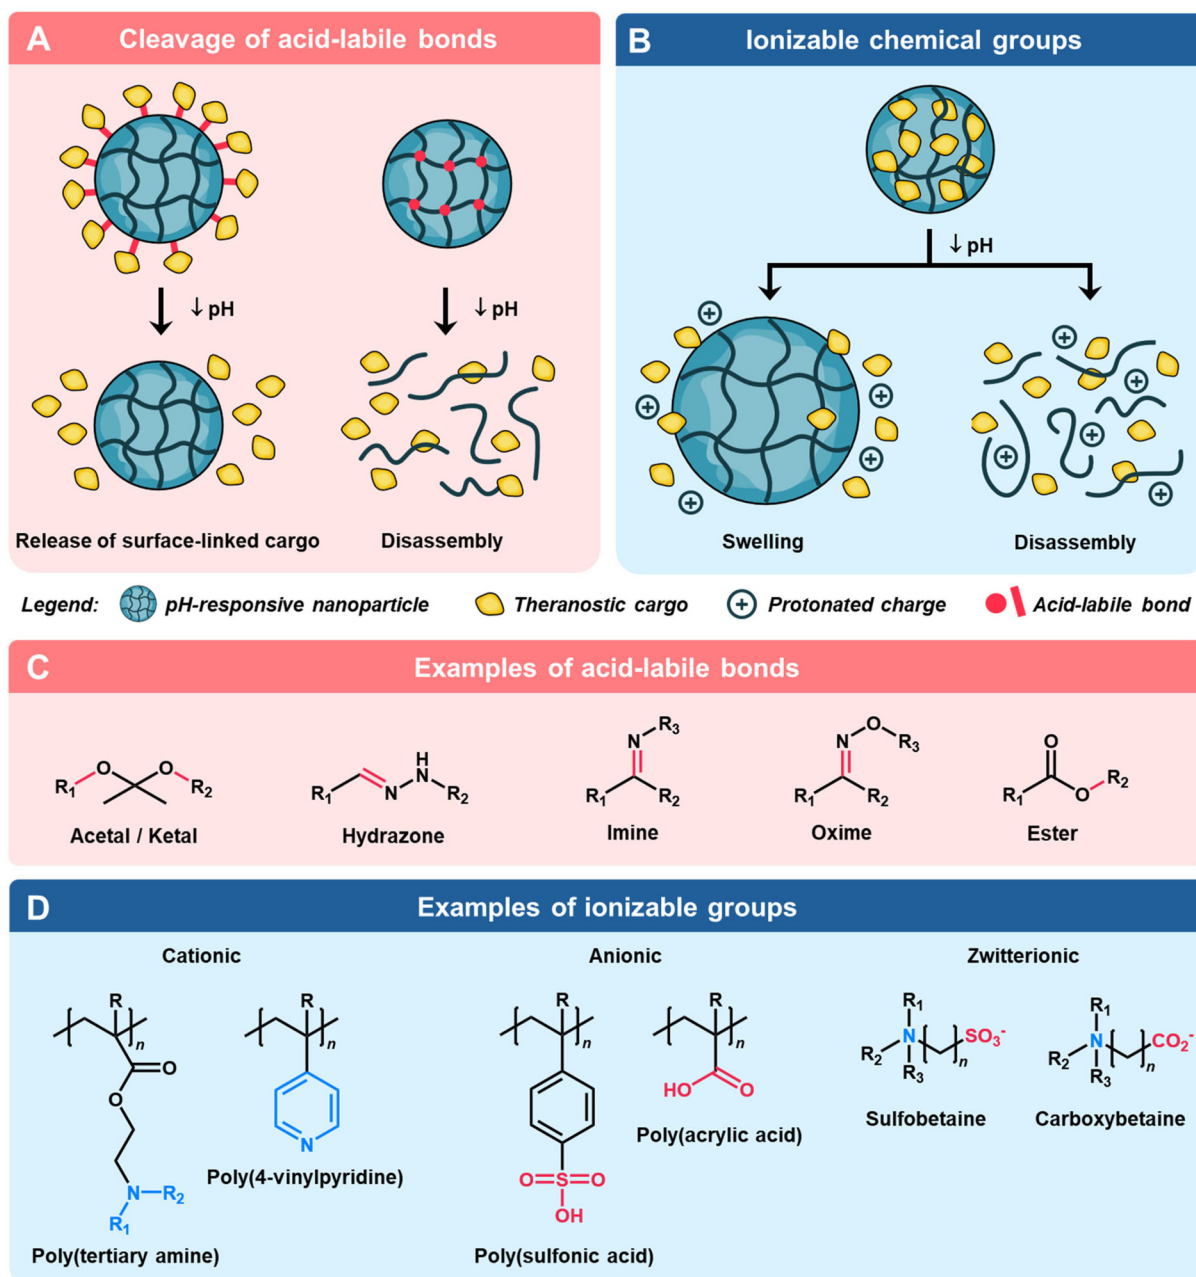 A Cleavage of acid-labile bonds
↓ pH
↓ pH
Release of surface-linked cargo
Disassembly
B Ionizable chemical groups
↓ pH
+
+
+
+
+
+
+
+
+
+
Swelling
Disassembly
Legend: pH-responsive nanoparticle Theranostic cargo + Protonated charge Acid-labile bond
C Examples of acid-labile bonds
R1 O O R2
Acetal / Ketal
R1 N N H R2
Hydrazone
N R3 R1 R2
Imine
N O R3 R1 R2
Oxime
O R1 O R2
Ester
D Examples of ionizable groups
Cationic
R n O O N R2 R1
Poly(tertiary amine)
R n N
Poly(4-vinylpyridine)
Anionic
R n O S O OH
Poly(sulfonic acid)
R n HO O
Poly(acrylic acid)
Zwitterionic
R1 R2 N R3 n SO3-
Sulfobetaine
R1 R2 N R3 n CO2-
Carboxybetaine